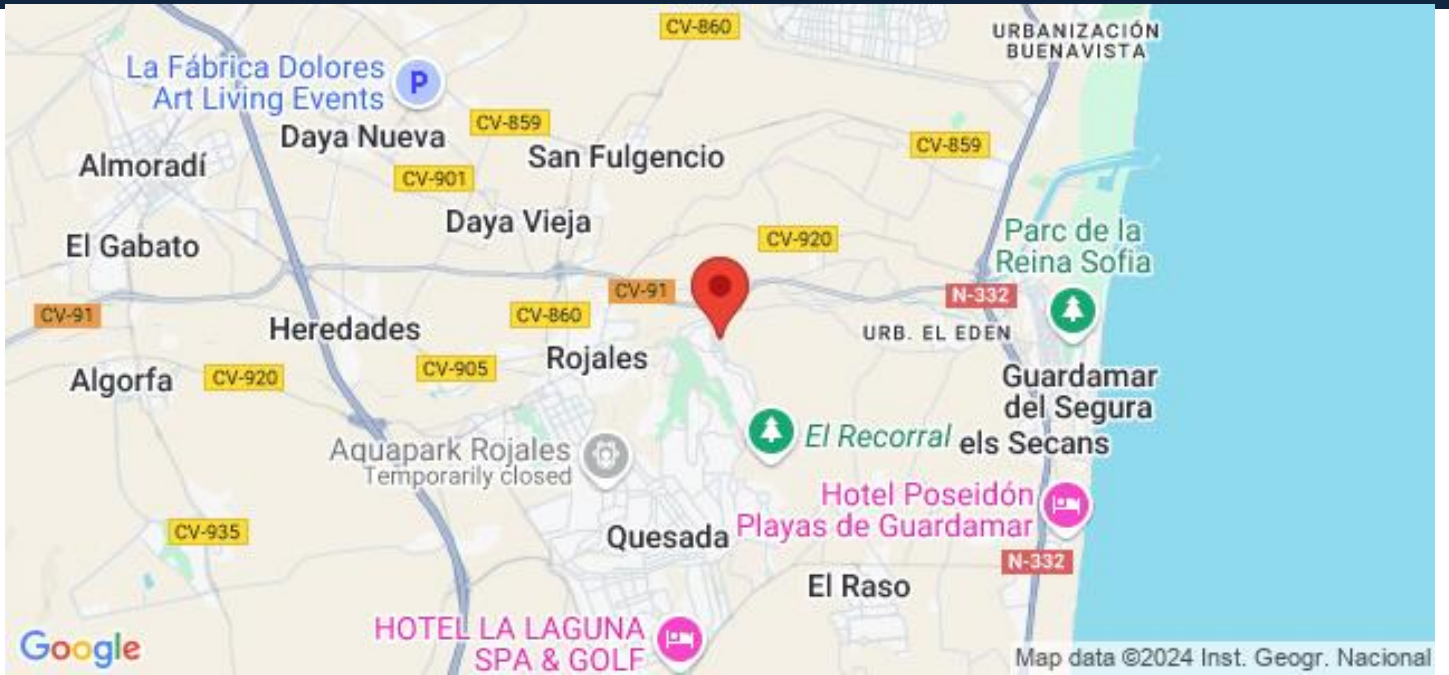 CV-860
URBANIZACIÓN
BUENAVISTA
La Fábrica Dolores
Art Living Events
P
Daya Nueva
CV-859
CV-859
Almoradí
San Fulgencio
CV-901
Daya Vieja
El Gabato
CV-920
Parc de la
Reina Sofia
CV-91
N-332
CV-91
CV-860
Heredades
URB. EL EDEN
Rojales
CV-905
Algorfa
CV-920
Guardamar
del Segura
El Recorral
els Secans
Aquapark Rojales
Temporarily closed
Hotel Poseidón
Playas de Guardamar
CV-935
Quesada
N-332
El Raso
HOTEL LA LAGUNA
SPA & GOLF
Google
Map data ©2024 Inst. Geogr. Nacional